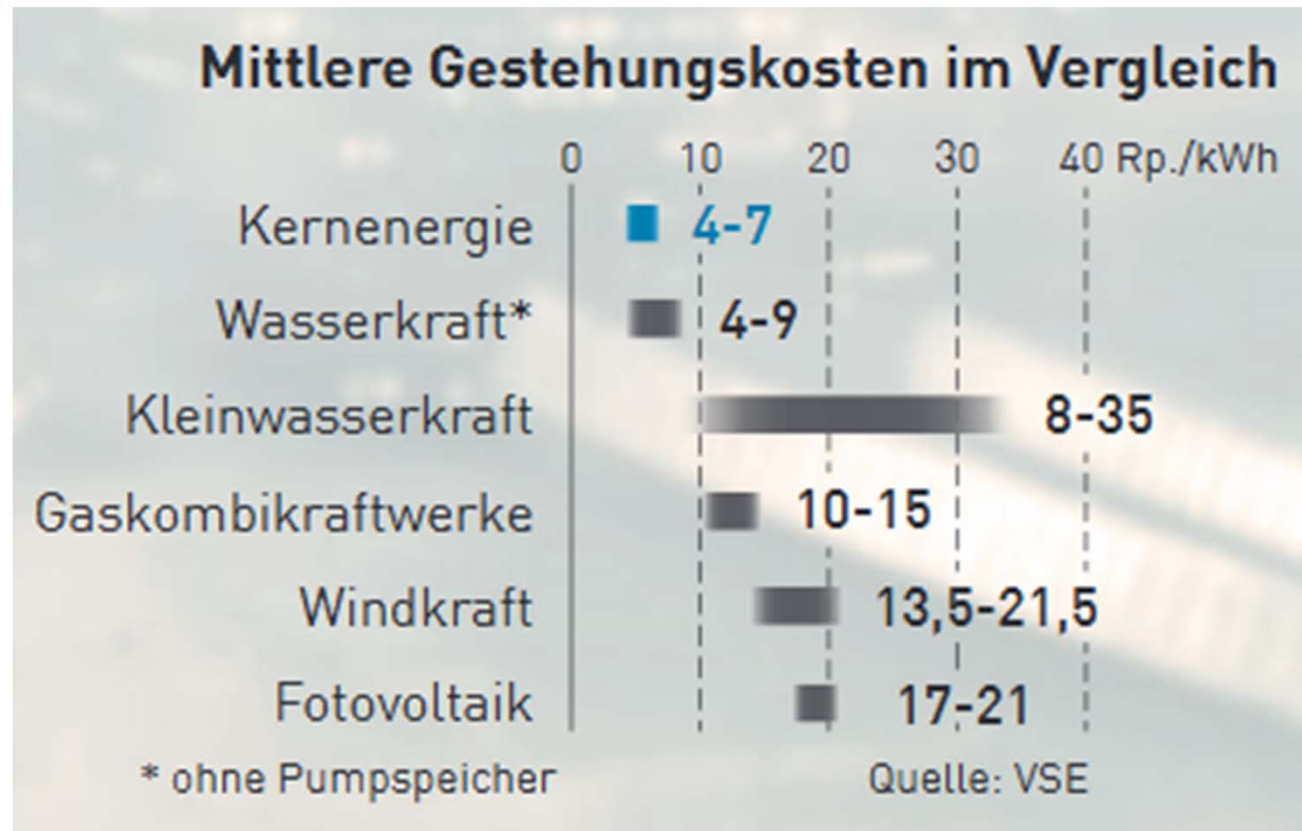 Mittlere Gestehungskosten im Vergleich
0 10 20 30 40 Rp./kWh
Kernenergie 4-7
Wasserkraft* 4-9
Kleinwasserkraft 8-35
Gaskombikraftwerke 10-15
Windkraft 13,5-21,5
Fotovoltaik 17-21
* ohne Pumpspeicher Quelle: VSE